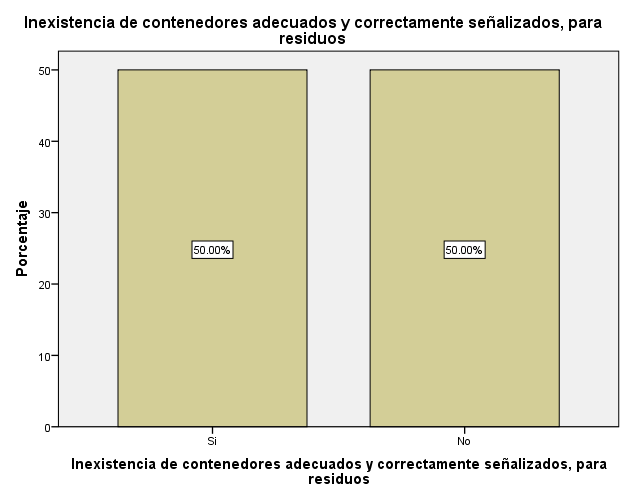 Inexistencia de contenedores adecuados y correctamente señalizados, para
residuos
50
40
30
20
10
0
Porcentaje
50.00%
50.00%
Si
No
Inexistencia de contenedores adecuados y correctamente señalizados, para
residuos